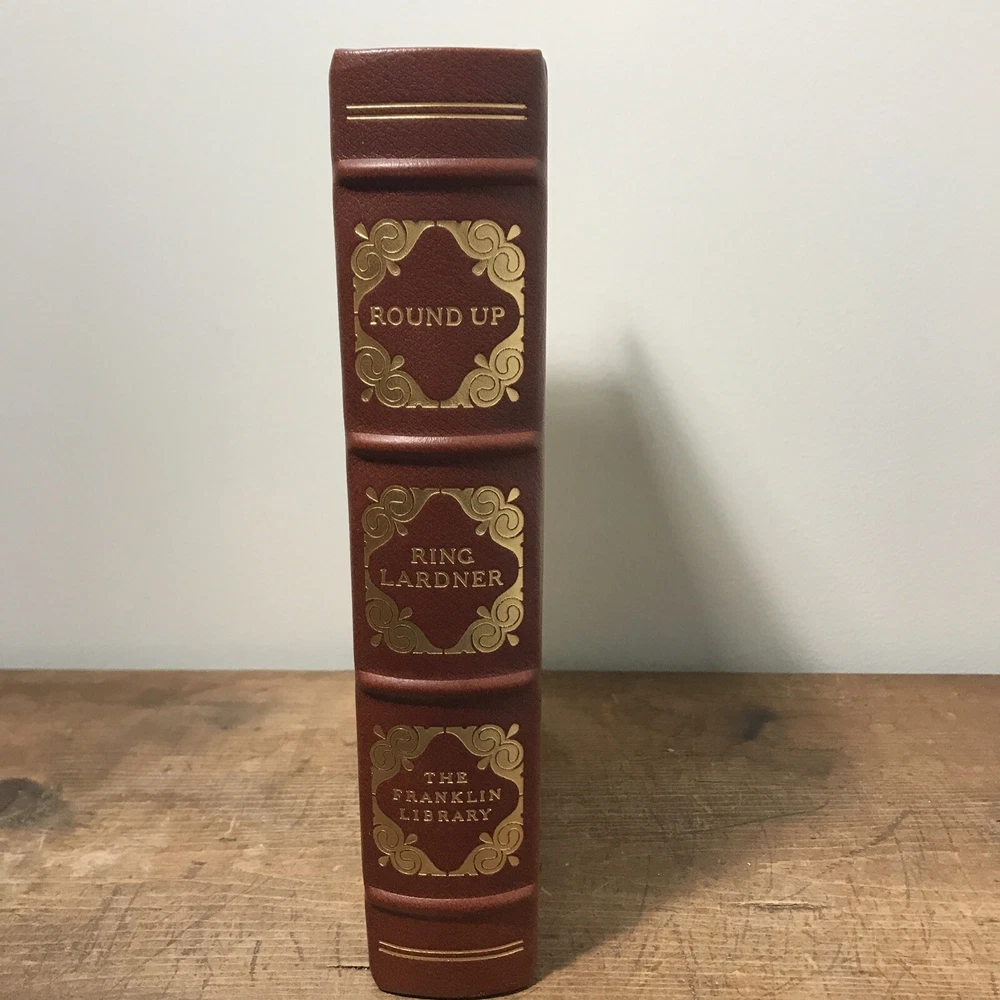 ROUND UP
RING
LARDNER
THE
FRANKLIN
LIBRARY